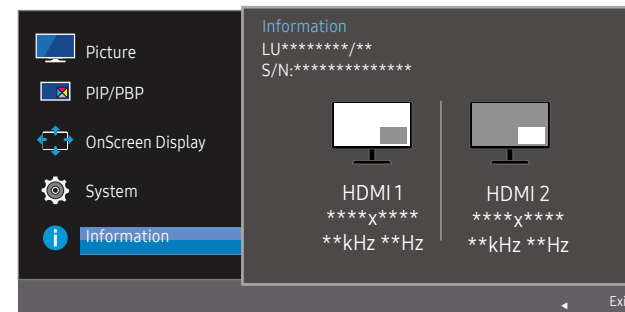 Picture
PIP/PBP
OnScreen Display
System
Information
Information
LU********/**
S/N:**************
HDMI 1
****x****
**kHz **Hz
HDMI 2
****x****
**kHz **Hz
Exi